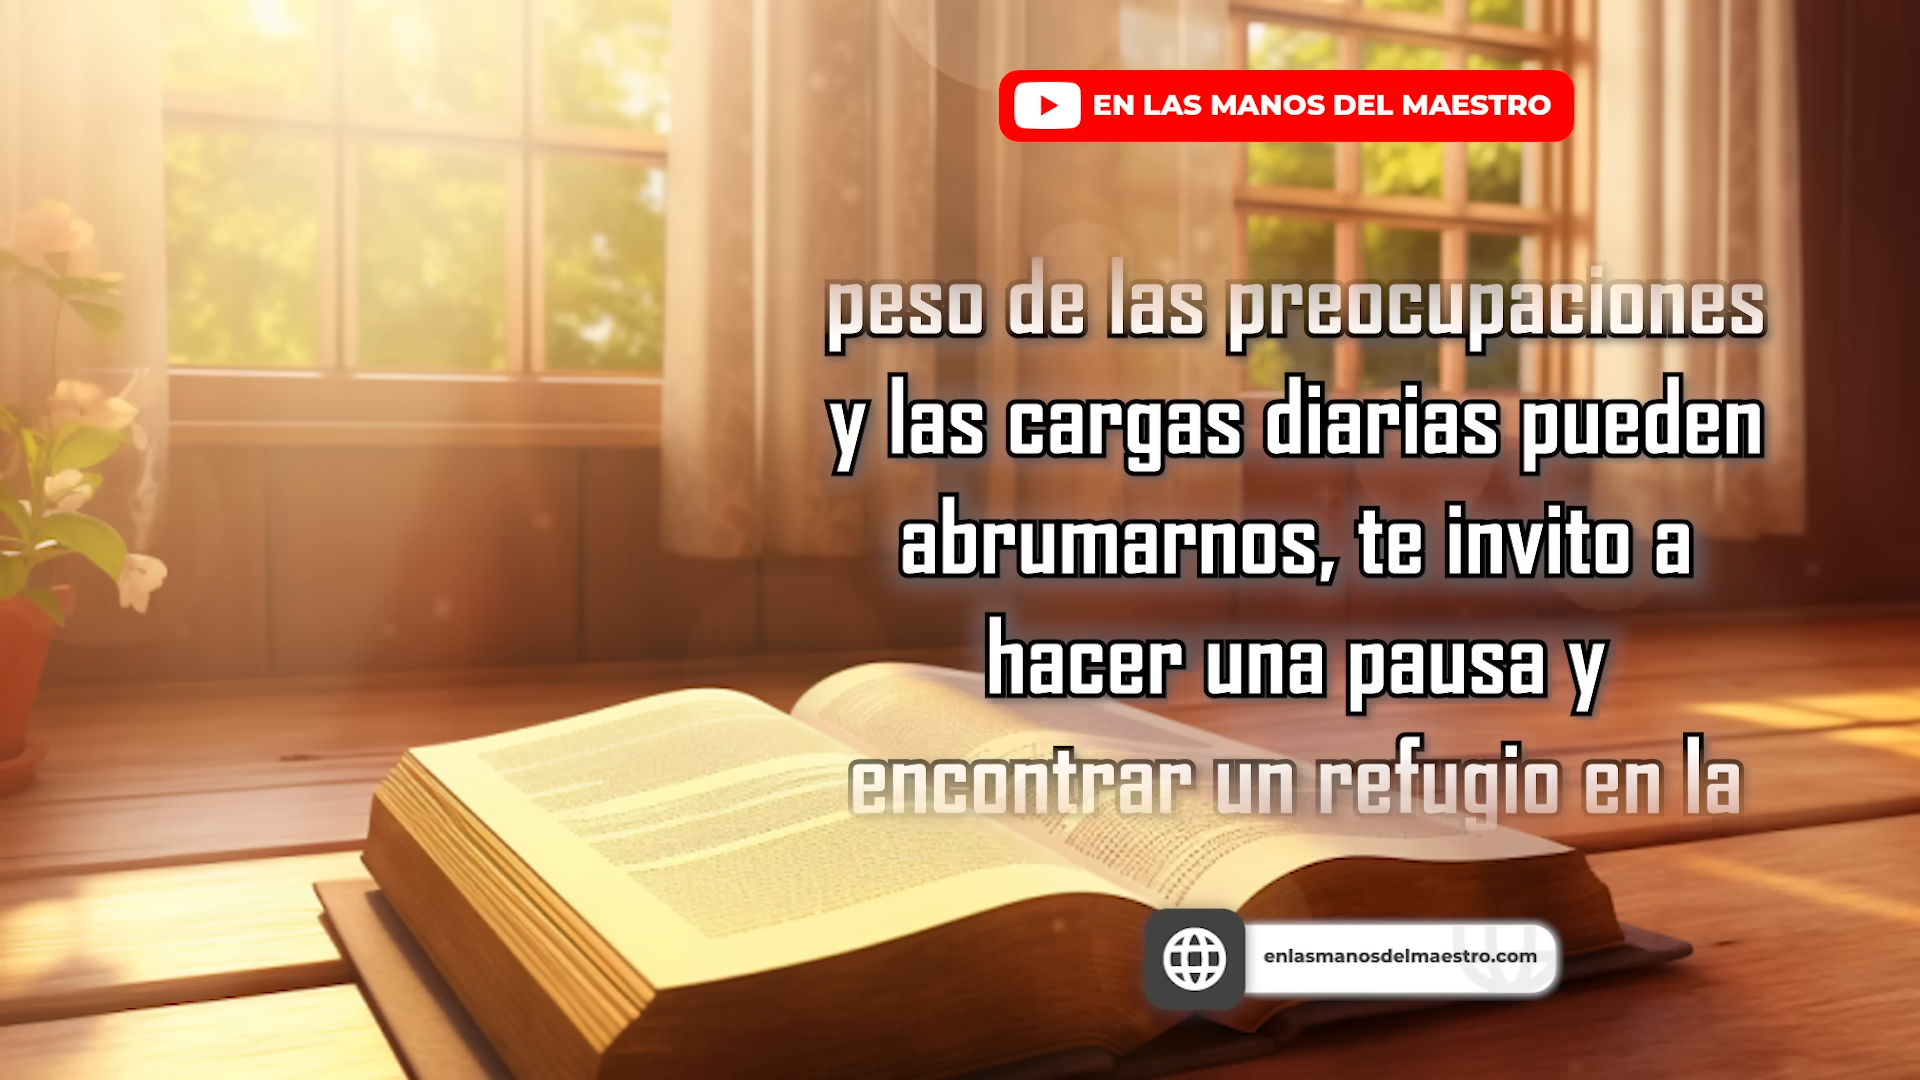 EN LAS MANOS DEL MAESTRO
peso de las preocupaciones
y las cargas diarias pueden
abrumarnos, te invito a
hacer una pausa y
encontrar un refugio en la
enlasmanosdelmaestro.com